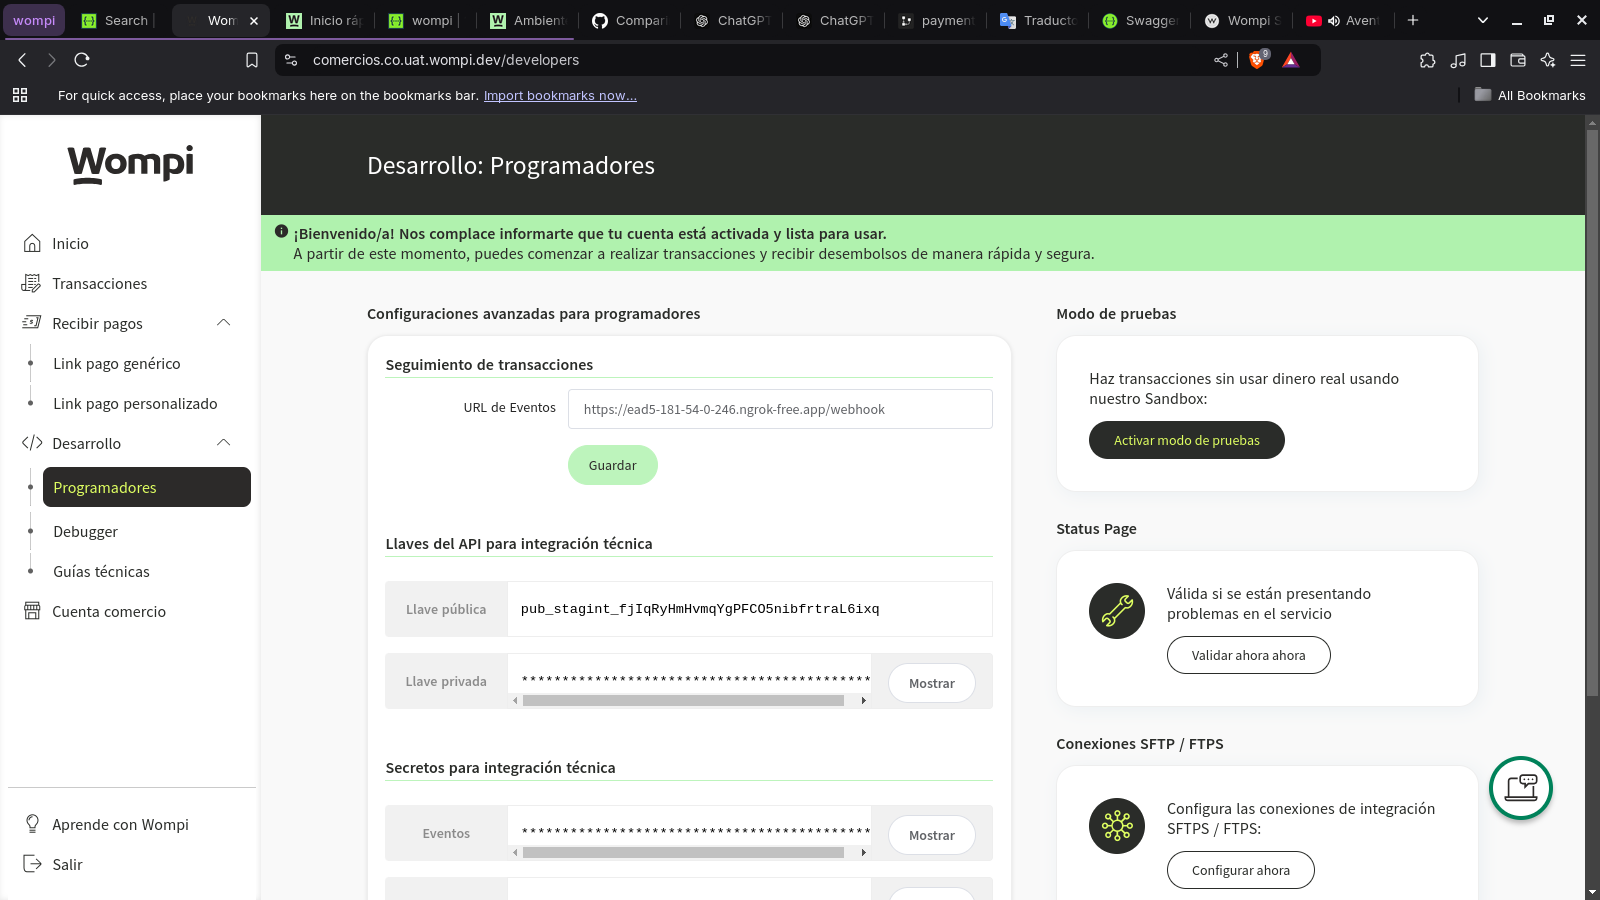 wompi
Search
Wom
Inicio ráp
wompi
Ambient
Compari
ChatGPT
ChatGPT
payment
Traducto
Swagge
Wompi S
Avent
comercios.co.uat.wompi.dev/developers
9
For quick access, place your bookmarks here on the bookmarks bar. Import bookmarks now...
All Bookmarks
Wompi
Inicio
Transacciones
Recibir pagos
Link pago genérico
Link pago personalizado
Desarrollo
Programadores
Debugger
Guías técnicas
Cuenta comercio
Aprende con Wompi
Salir
Desarrollo: Programadores
¡Bienvenido/a! Nos complace informarte que tu cuenta está activada y lista para usar.
A partir de este momento, puedes comenzar a realizar transacciones y recibir desembolsos de manera rápida y segura.
Configuraciones avanzadas para programadores
Seguimiento de transacciones
URL de Eventos
https://ead5-181-54-0-246.ngrok-free.app/webhook
Guardar
Llaves del API para integración técnica
Llave pública
pub_stagint_fjIqRyHmHvmqYgPFCO5nibfrtraL6ixq
Llave privada
*******************************************
Mostrar
Secretos para integración técnica
Eventos
*******************************************
Mostrar
Modo de pruebas
Haz transacciones sin usar dinero real usando
nuestro Sandbox:
Activar modo de pruebas
Status Page
Válida si se están presentando
problemas en el servicio
Validar ahora ahora
Conexiones SFTP / FTPS
Configura las conexiones de integración
SFTPS / FTPS:
Configurar ahora